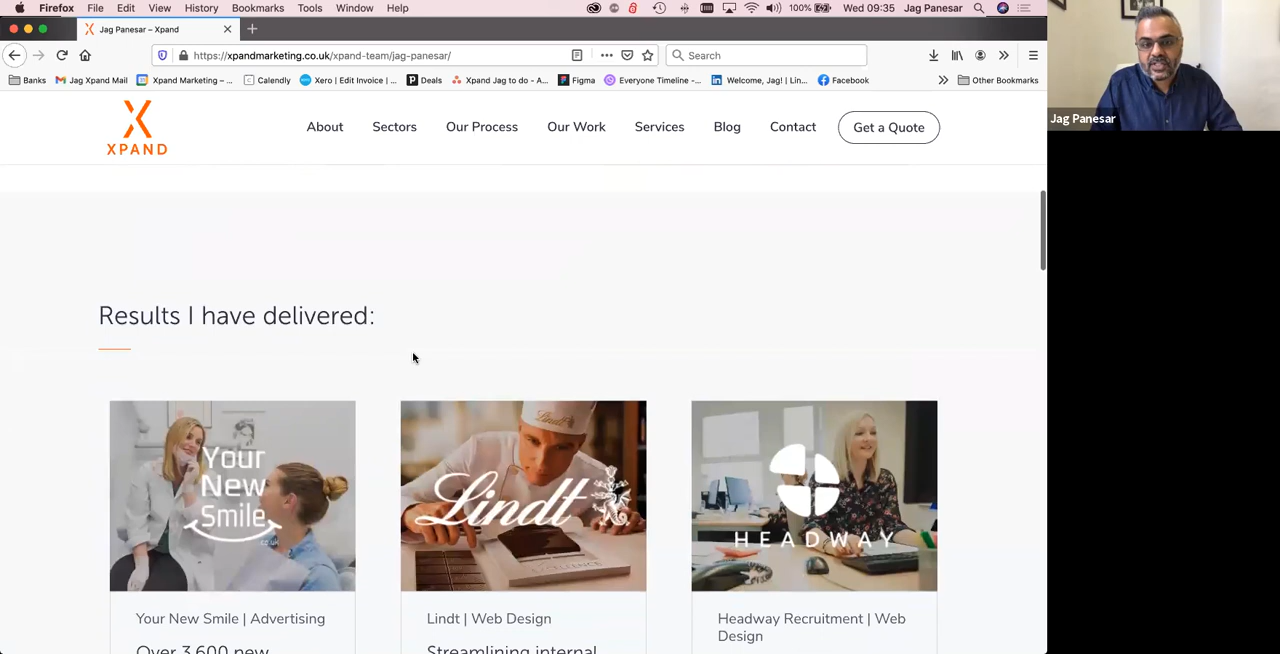 Firefox File Edit View History Bookmarks Tools Window Help 100% Wed 09:35 Jag Panesar
Jag Panesar – Xpand
https://xpandmarketing.co.uk/xpand-team/jag-panesar/
Search
Banks Jag Xpand Mail Xpand Marketing – ... Calendly Xero | Edit Invoice | ... Deals Xpand Jag to do - A... Figma Everyone Timeline -... Welcome, Jag! | Lin... Facebook Other Bookmarks
XPAND
About Sectors Our Process Our Work Services Blog Contact Get a Quote
Jag Panesar
Results I have delivered:
Your
New
Smile
.co.uk
Lindt
Lindt
EXCELLENCE
HEADWAY
Your New Smile | Advertising
Over 3,600 new
Lindt | Web Design
Streamlining internal
Headway Recruitment | Web
Design